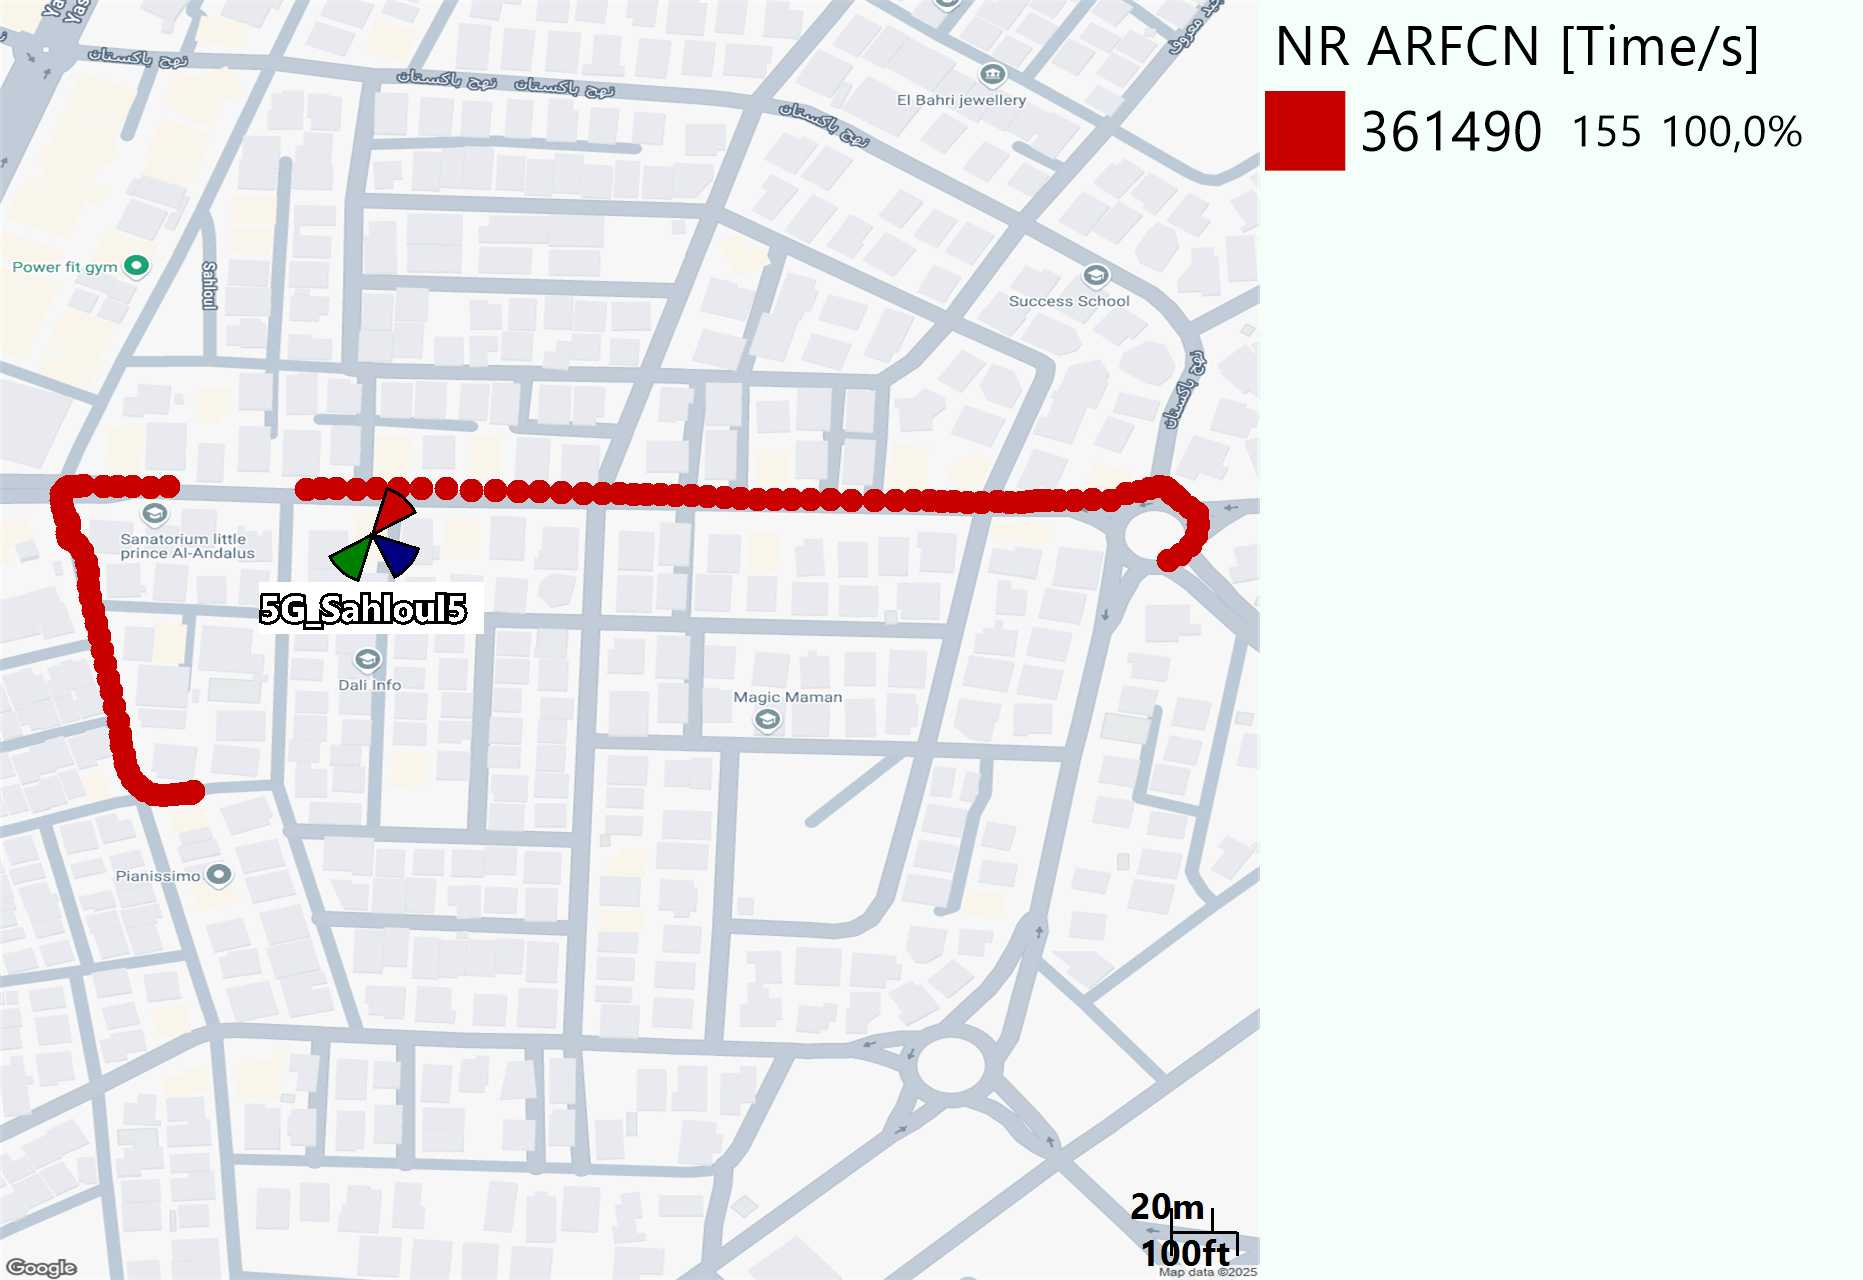 NR ARFCN [Time/s]
361490 155 100,0%
نهج باكستان
نهج باكستان
نهج باكستان
نهج باكستان
El Bahri jewellery
Power fit gym
Sahloul
Success School
نهج باكستان
Sanatorium little
prince Al-Andalus
5G_Sahloul5
Dali Info
Magic Maman
Pianissimo
20m
100ft
Google
Map data ©2025